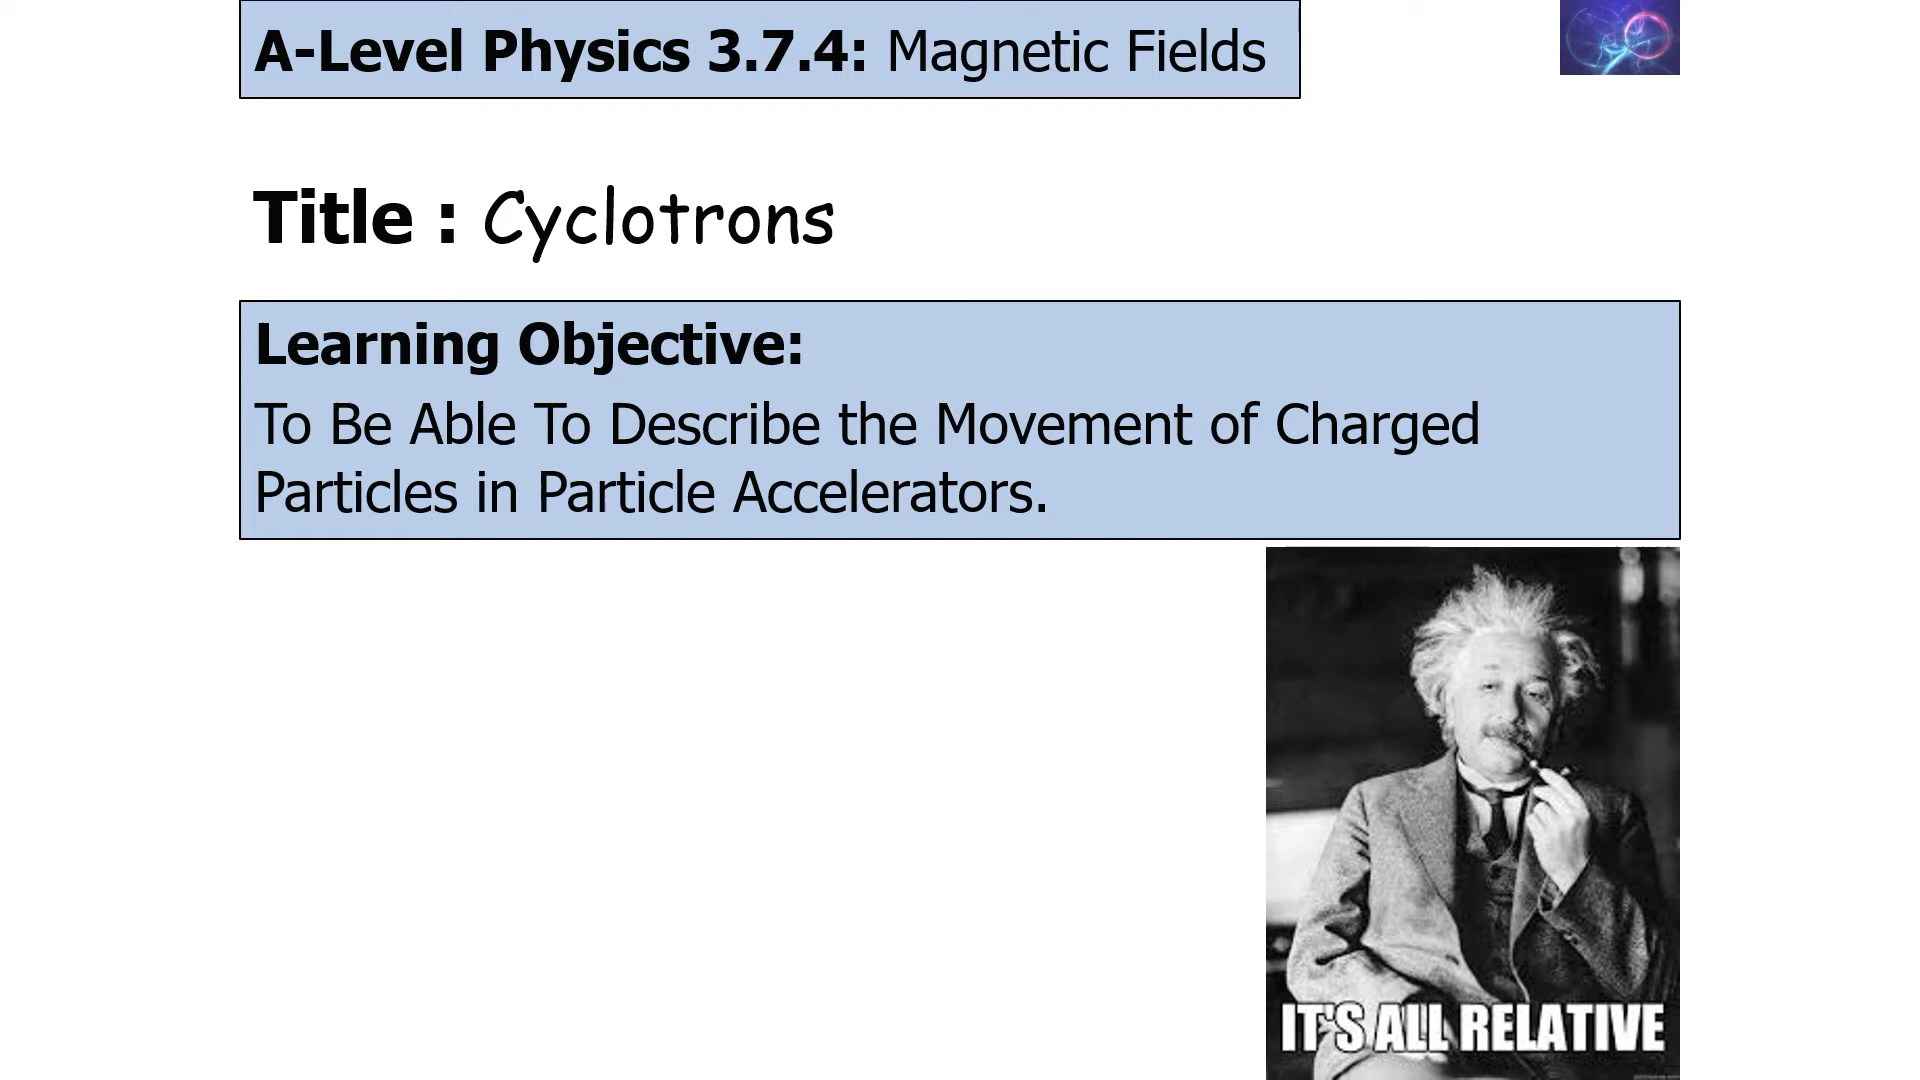 A-Level Physics 3.7.4: Magnetic Fields
Title : Cyclotrons
Learning Objective:
To Be Able To Describe the Movement of Charged
Particles in Particle Accelerators.
IT'S ALL RELATIVE